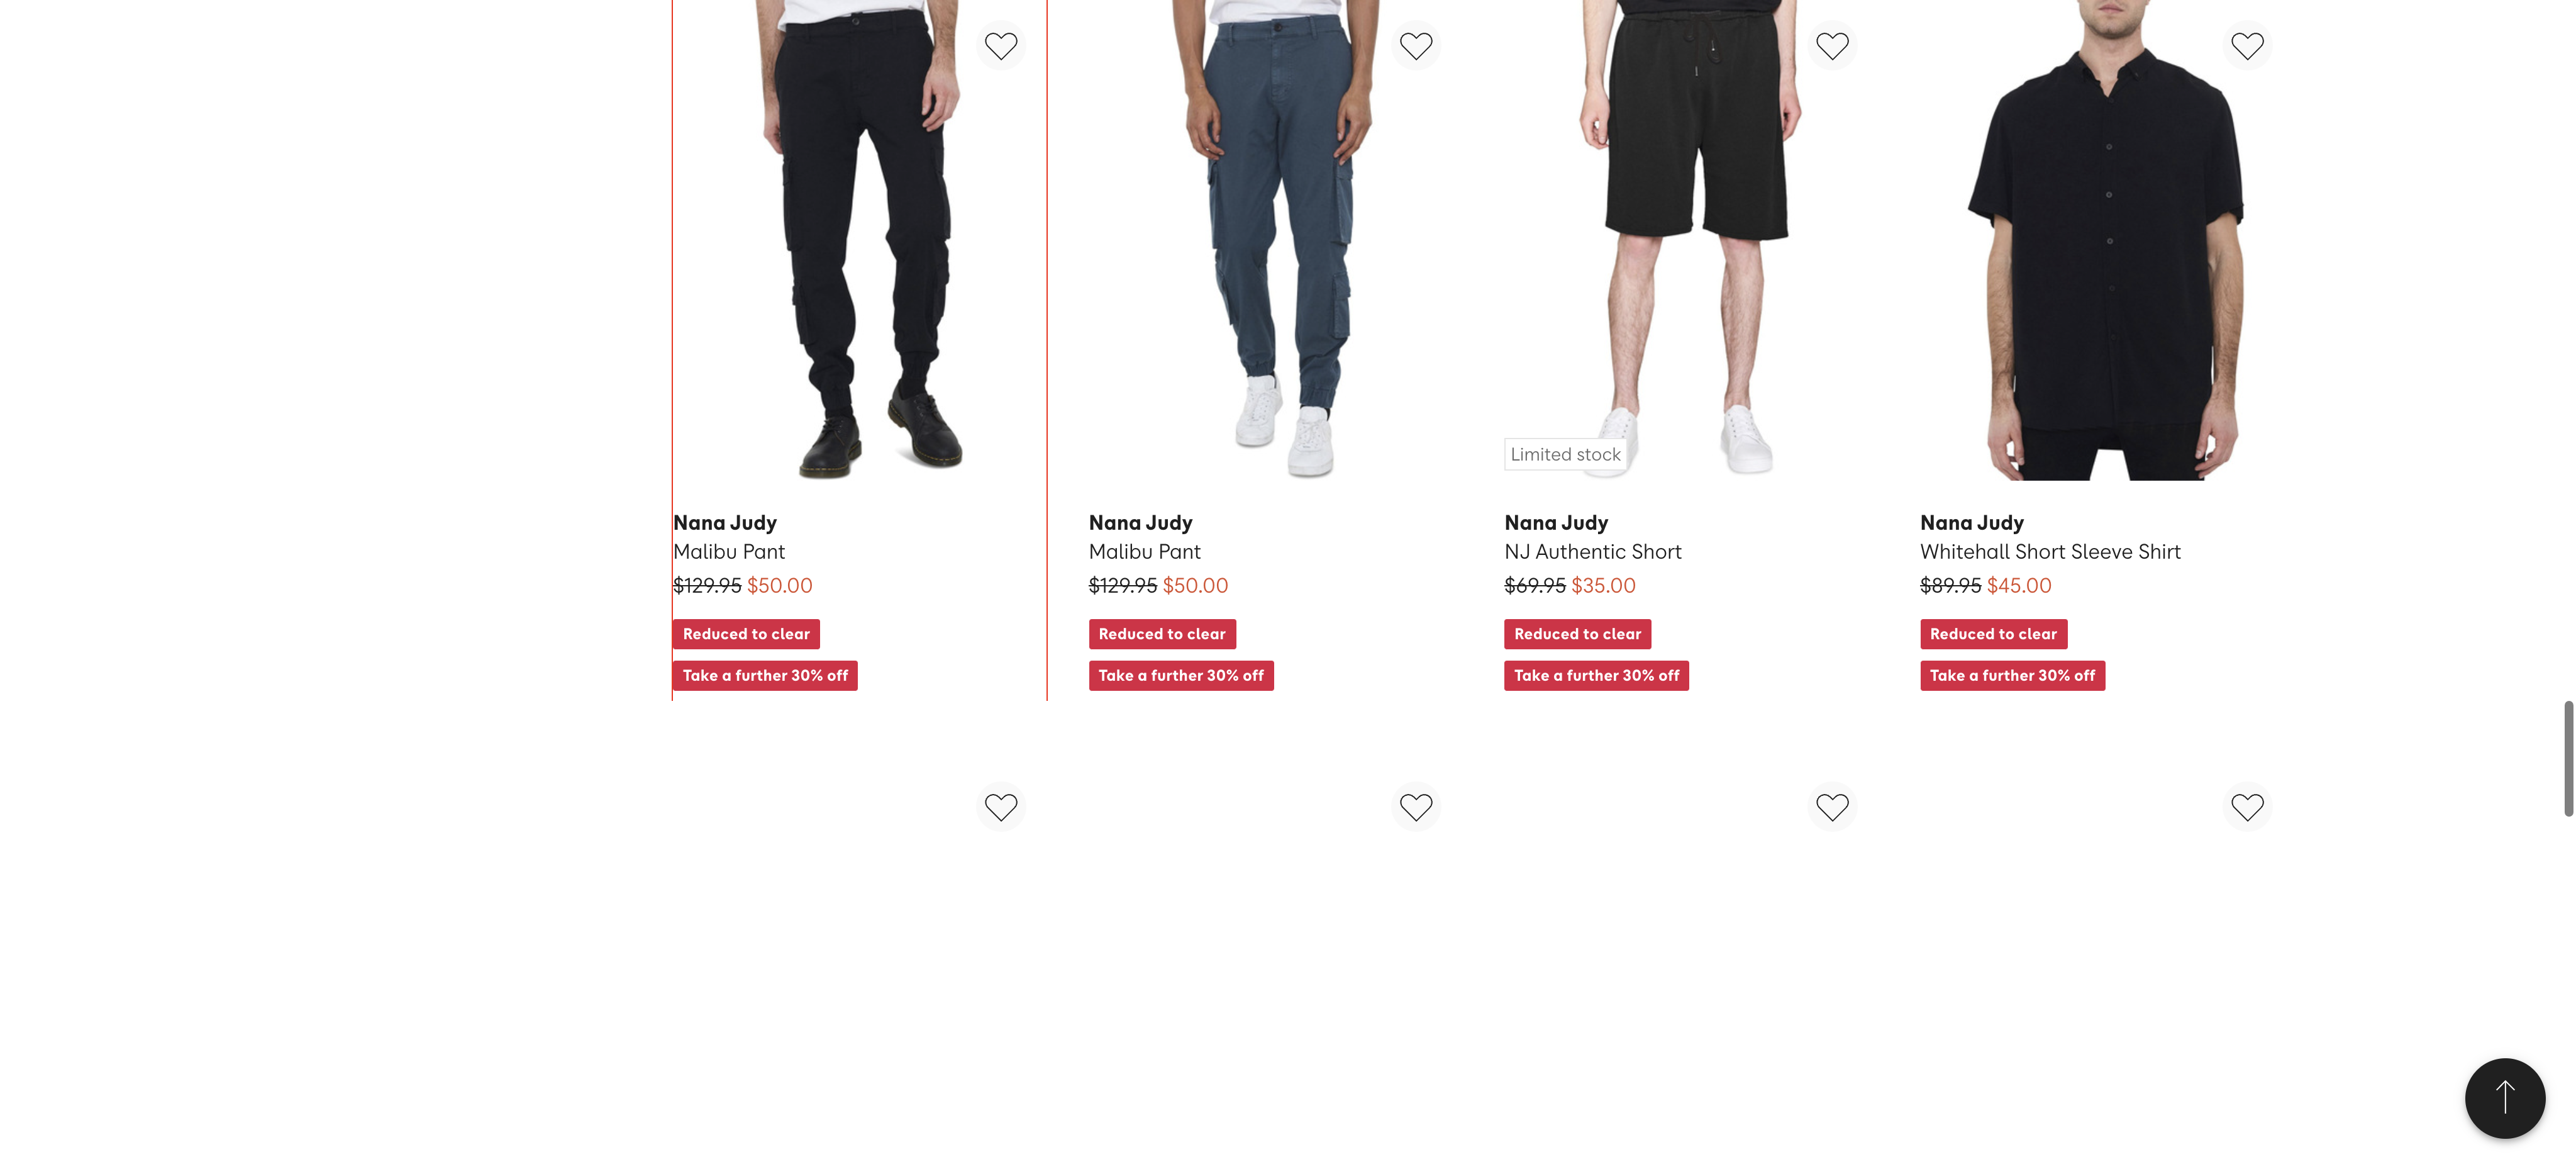 Limited stock
Nana Judy
Malibu Pant
$129.95 $50.00
Reduced to clear
Take a further 30% off
Nana Judy
Malibu Pant
$129.95 $50.00
Reduced to clear
Take a further 30% off
Nana Judy
NJ Authentic Short
$69.95 $35.00
Reduced to clear
Take a further 30% off
Nana Judy
Whitehall Short Sleeve Shirt
$89.95 $45.00
Reduced to clear
Take a further 30% off